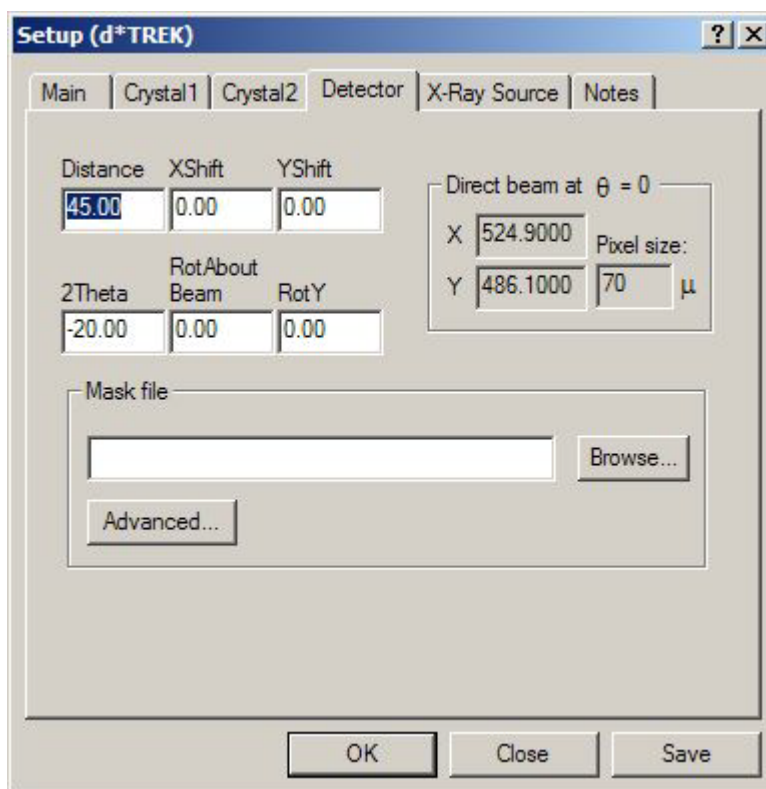 Setup (d*TREK)
? X
Main Crystal1 Crystal2 Detector X-Ray Source Notes
Distance XShift YShift
45.00 0.00 0.00
2Theta RotAbout Beam RotY
-20.00 0.00 0.00
Direct beam at θ = 0
X 524.9000
Pixel size:
Y 486.1000 70 μ
Mask file
Browse...
Advanced...
OK Close Save